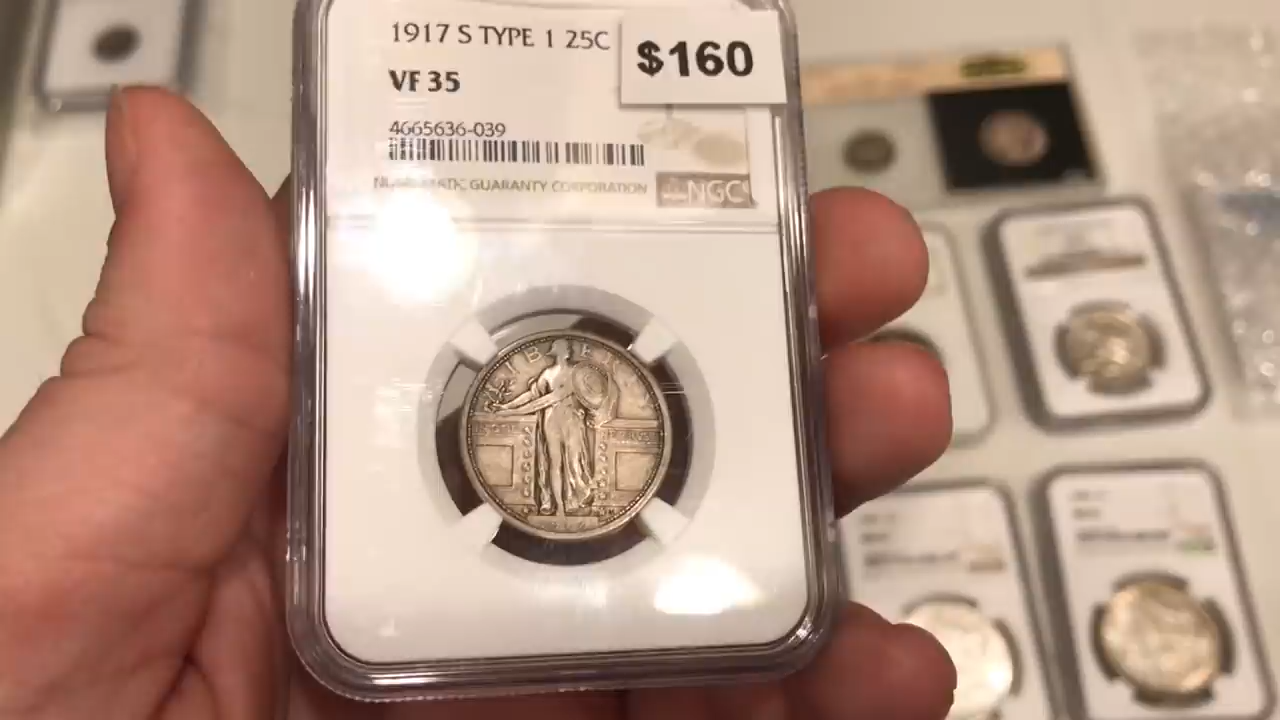 1917 S TYPE 1 25C
$160
VF 35
4665636-039
NUMISMATIC GUARANTY CORPORATION
NGC
LIBERTY